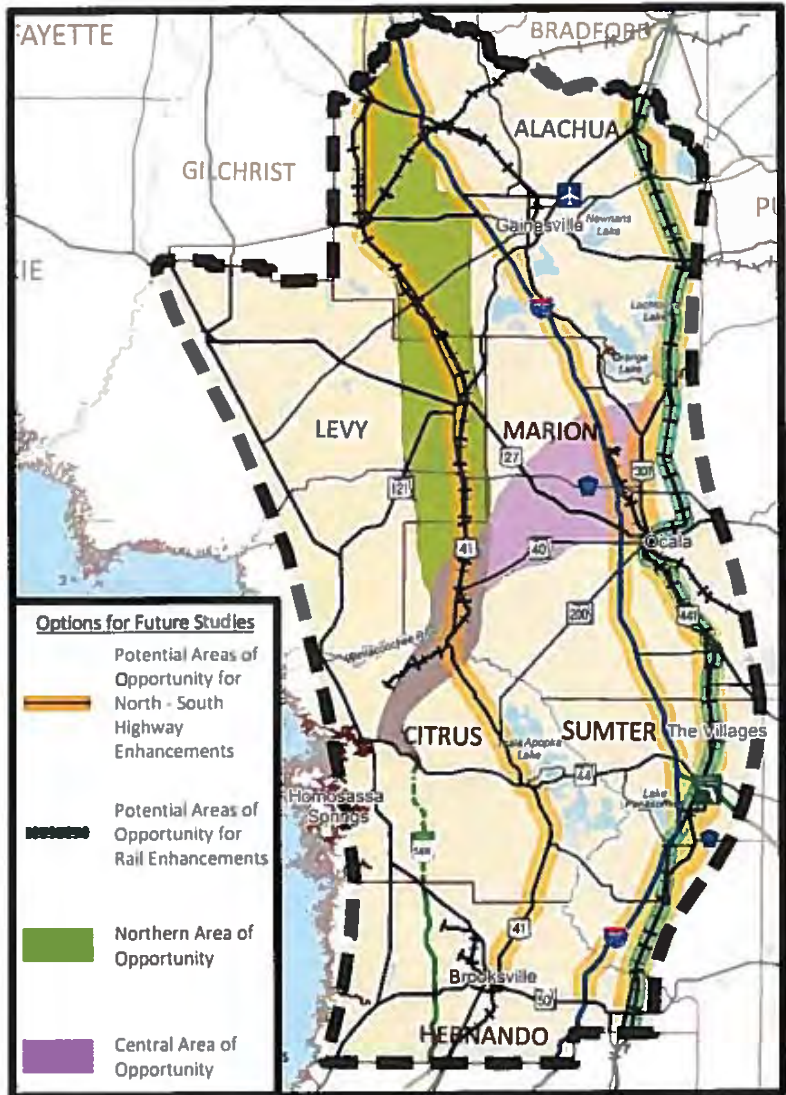 FAYETTE
BRADFORD
ALACHUA
GILCHRIST
Gainesville
Newnans
Lake
Lake
Orange
Lake
LEVY
MARION
27
301
121
41
40
Ocala
200
441
CITRUS
SUMTER
The Villages
Lake
44
Lake
Homosassa
Springs
589
41
Brooksville
50
HERNANDO
Options for Future Studies
Potential Areas of
Opportunity for
North - South
Highway
Enhancements
Potential Areas of
Opportunity for
Rail Enhancements
Northern Area of
Opportunity
Central Area of
Opportunity